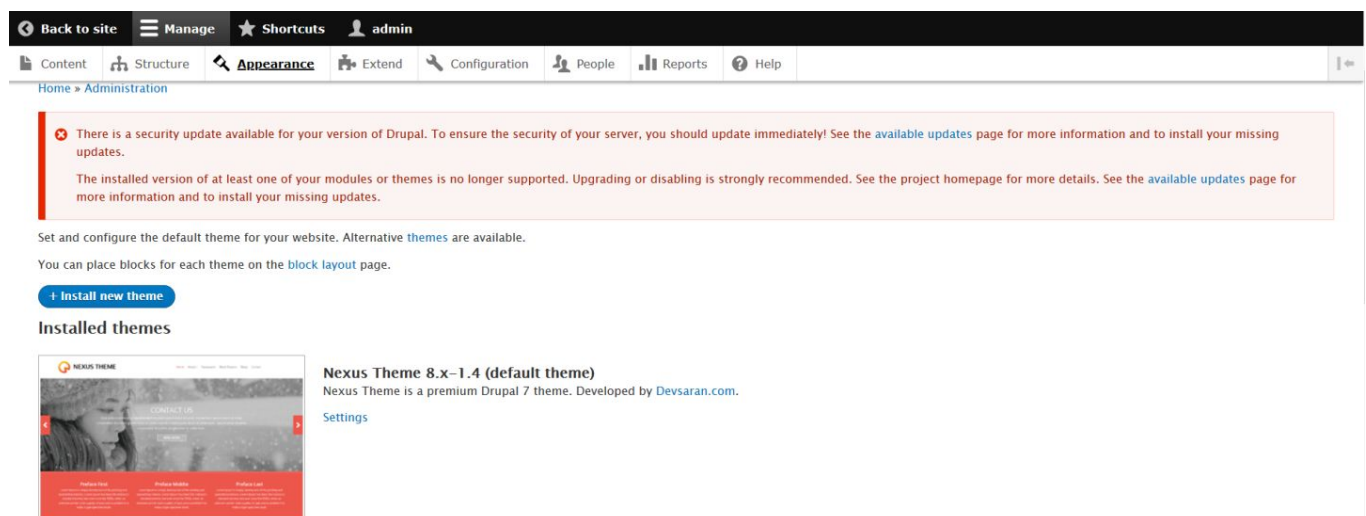 Back to site Manage Shortcuts admin
Content Structure Appearance Extend Configuration People Reports Help
Home » Administration
There is a security update available for your version of Drupal. To ensure the security of your server, you should update immediately! See the available updates page for more information and to install your missing
updates.
The installed version of at least one of your modules or themes is no longer supported. Upgrading or disabling is strongly recommended. See the project homepage for more details. See the available updates page for
more information and to install your missing updates.
Set and configure the default theme for your website. Alternative themes are available.
You can place blocks for each theme on the block layout page.
+ Install new theme
Installed themes
NEXUS THEME
Nexus Theme 8.x-1.4 (default theme)
Nexus Theme is a premium Drupal 7 theme. Developed by Devsaran.com.
Settings
CONTACT US
Preface First Preface Middle Preface Last